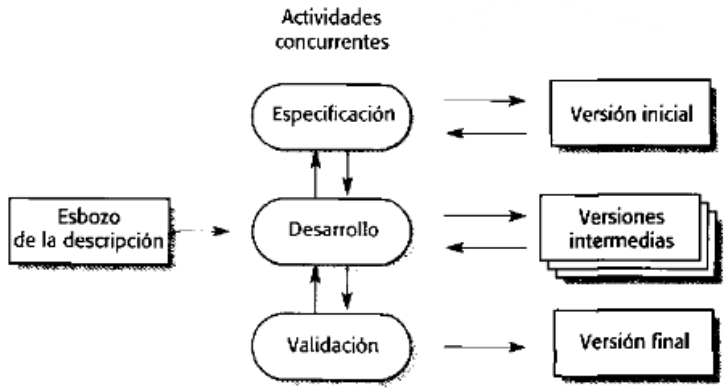 Actividades
concurrentes
Especificación
Versión inicial
Esbozo
de la descripción
Desarrollo
Versiones
intermedias
Validación
Versión final